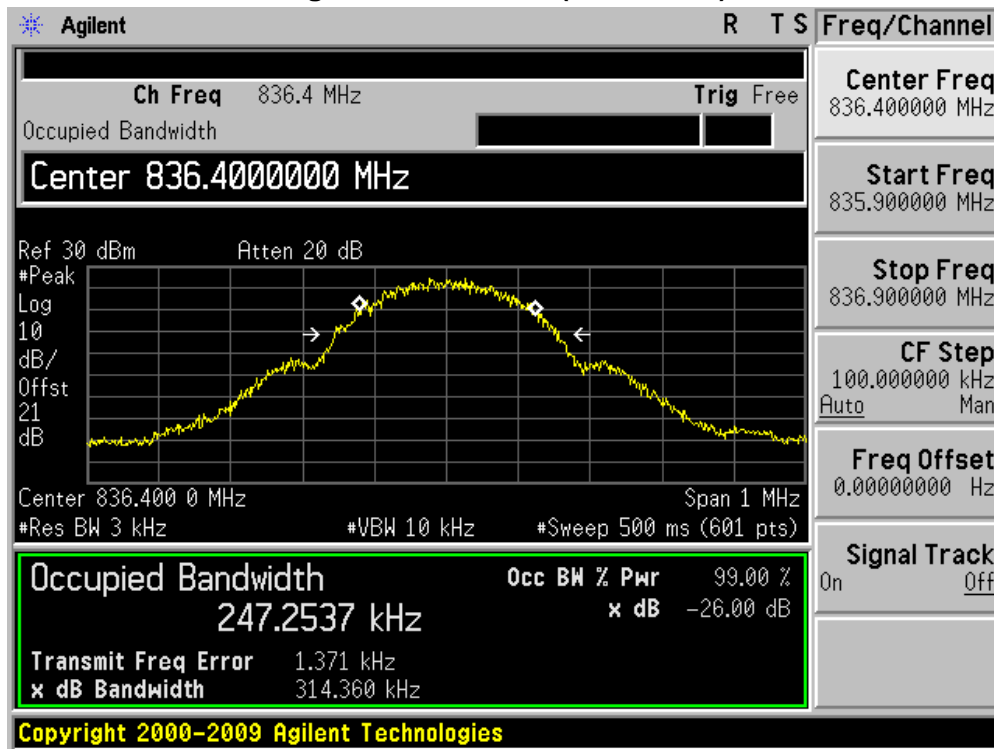 Agilent R T S Freq/Channel
Ch Freq 836.4 MHz Trig Free
Occupied Bandwidth
Center 836.4000000 MHz
Ref 30 dBm Atten 20 dB
#Peak
Log
10
dB/
Offst
21
dB
Center 836.400 0 MHz Span 1 MHz
#Res BW 3 kHz #VBW 10 kHz #Sweep 500 ms (601 pts)
Occupied Bandwidth Occ BW % Pwr 99.00 %
247.2537 kHz x dB -26.00 dB
Transmit Freq Error 1.371 kHz
x dB Bandwidth 314.360 kHz
Copyright 2000-2009 Agilent Technologies
Center Freq
836.400000 MHz
Start Freq
835.900000 MHz
Stop Freq
836.900000 MHz
CF Step
100.000000 kHz
Auto Man
Freq Offset
0.00000000 Hz
Signal Track
On Off